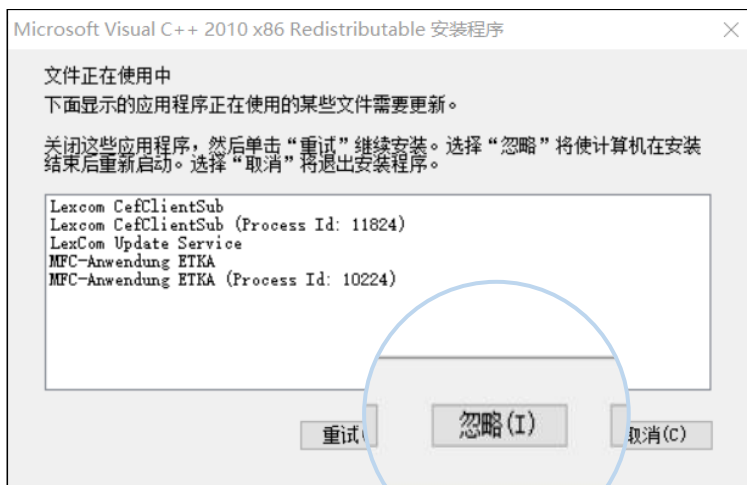 Microsoft Visual C++ 2010 x86 Redistributable 安装程序
文件正在使用中
下面显示的应用程序正在使用的某些文件需要更新。
关闭这些应用程序，然后单击“重试”继续安装。选择“忽略”将使计算机在安装
结束后重新启动。选择“取消”将退出安装程序。
Lexcom CefClientSub
Lexcom CefClientSub (Process Id: 11824)
LexCom Update Service
MFC-Anwendung ETKA
MFC-Anwendung ETKA (Process Id: 10224)
重试(
忽略(I)
取消(C)